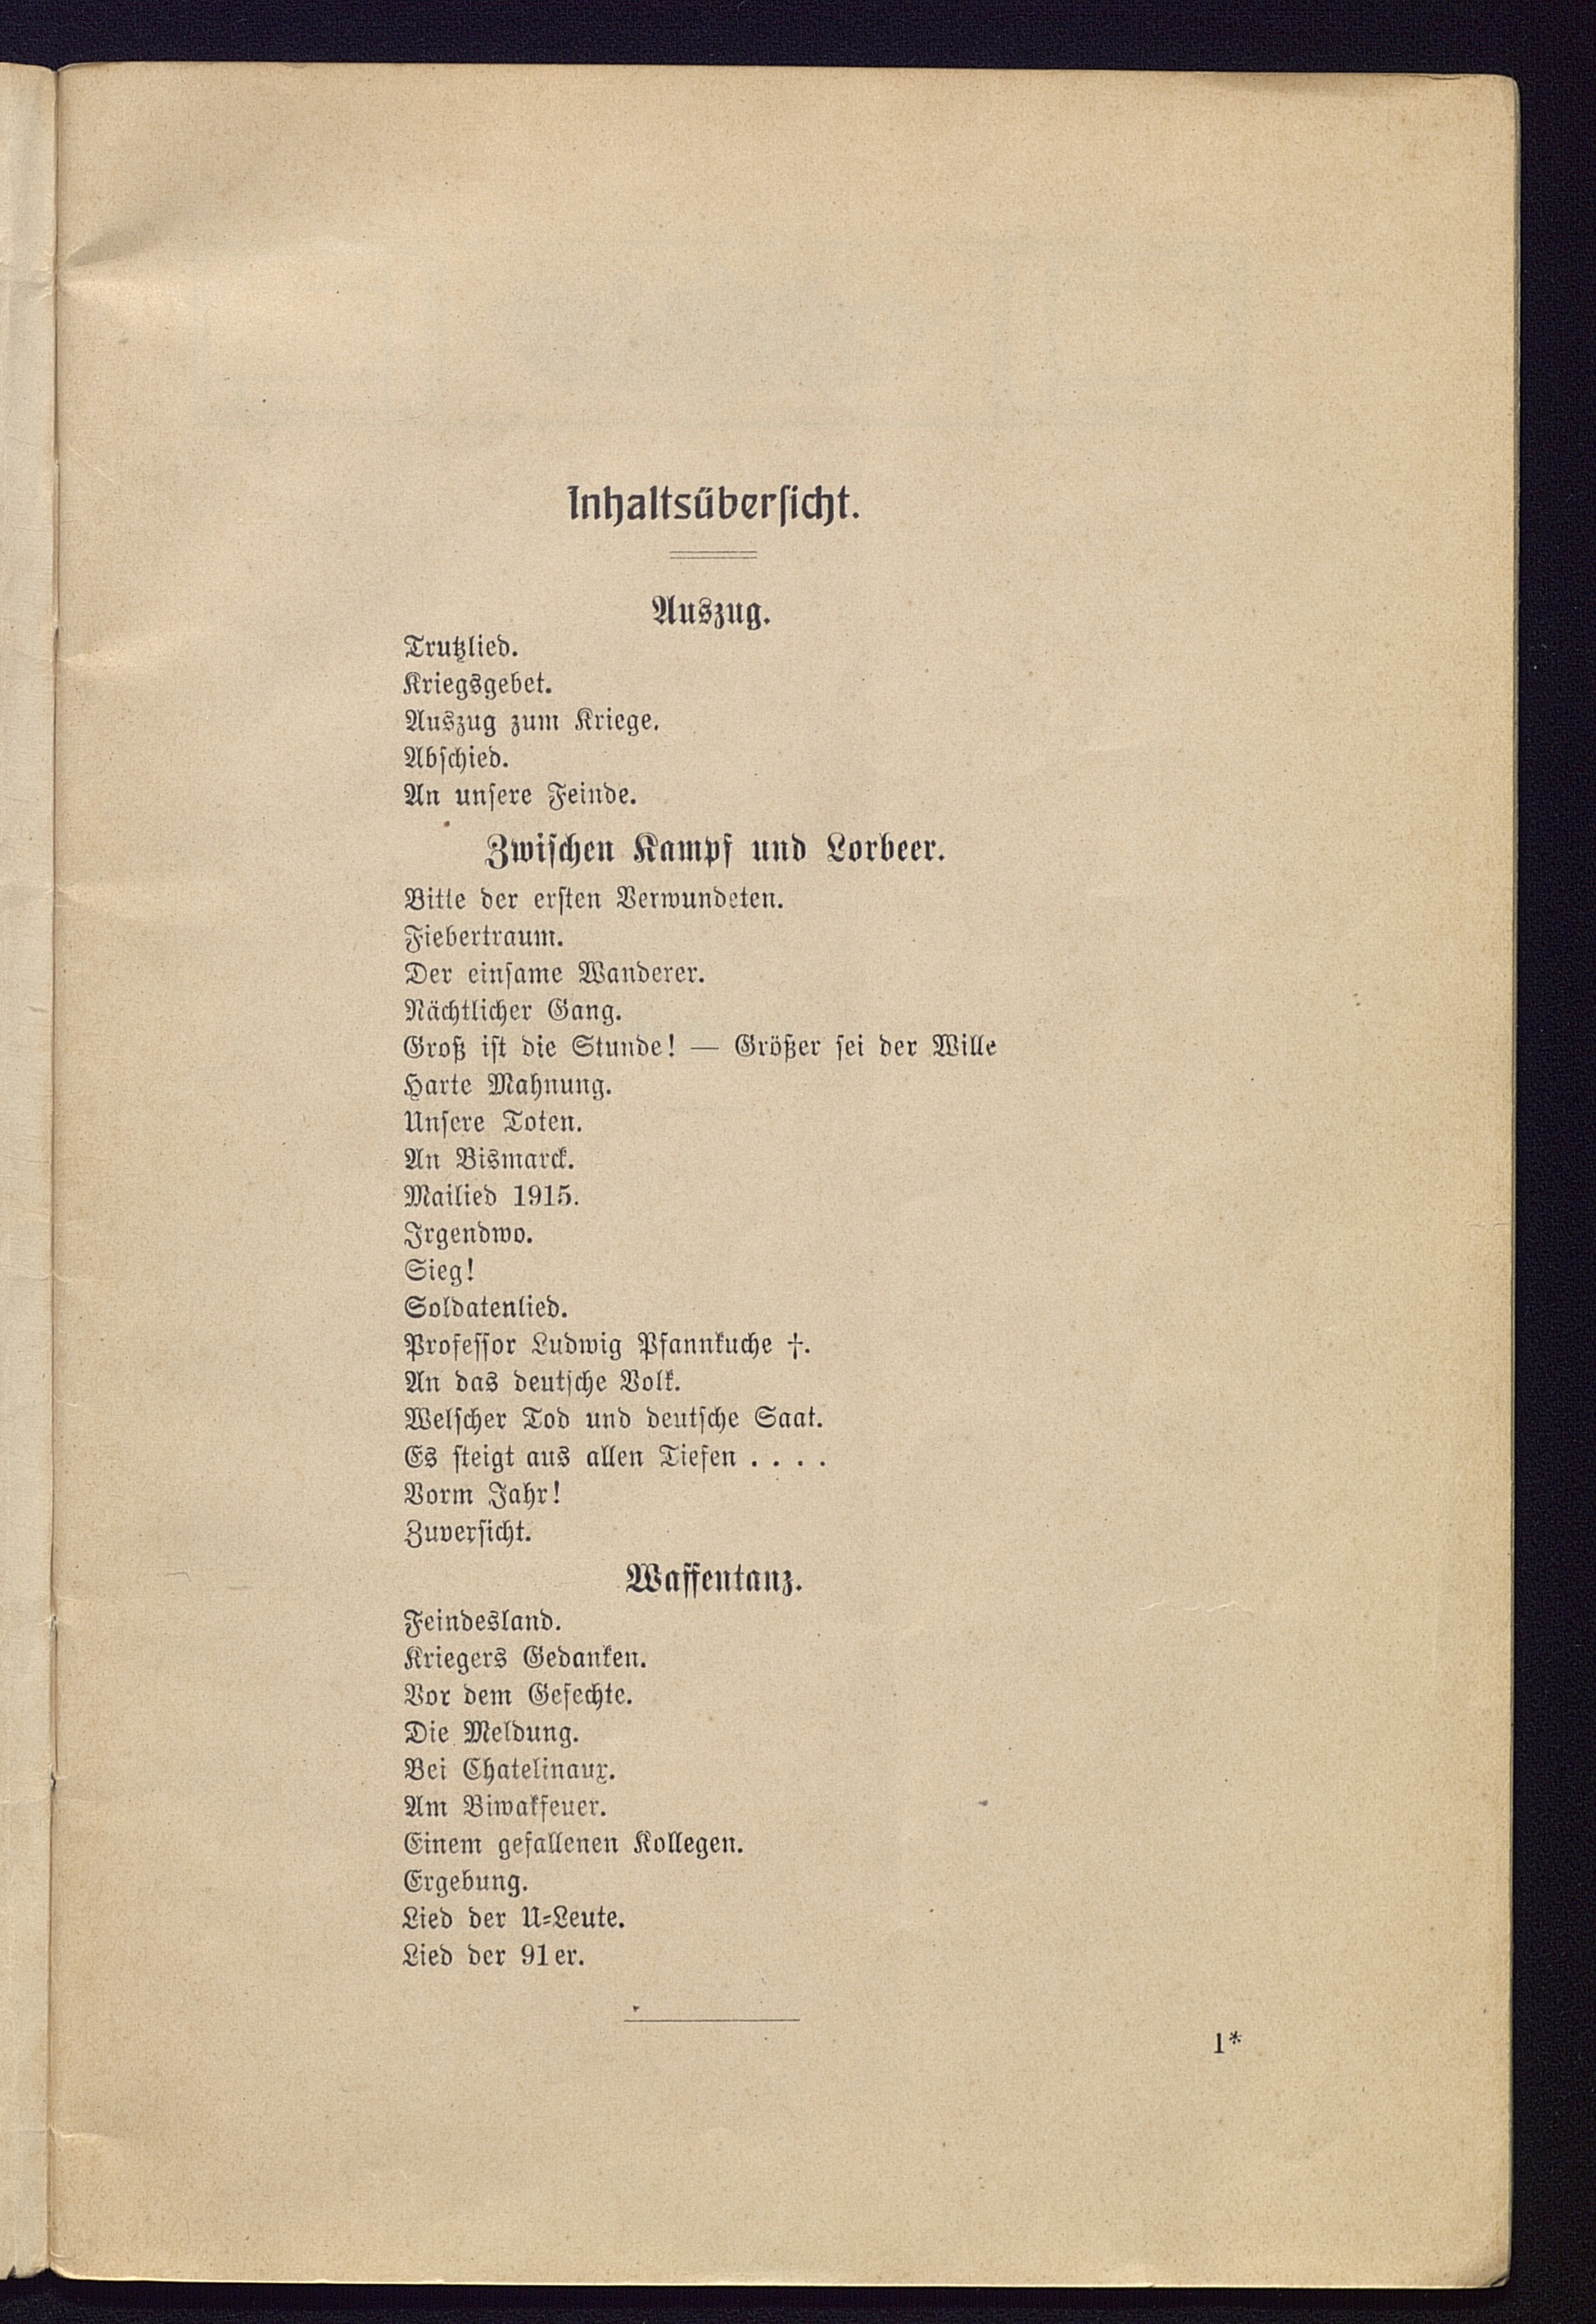 Inhaltsübersicht.
Auszug.
Trutzlied.
Kriegsgebet.
Auszug zum Kriege.
Abschied.
An unsere Feinde.
Zwischen Kampf und Lorbeer.
Bitte der ersten Verwundeten.
Fiebertraum.
Der einsame Wanderer.
Nächtlicher Gang.
Groß ist die Stunde! — Größer sei der Wille
Harte Mahnung.
Unsere Toten.
An Bismarck.
Mailied 1915.
Irgendwo.
Sieg!
Soldatenlied.
Professor Ludwig Pfannkuche †.
An das deutsche Volk.
Welscher Tod und deutsche Saat.
Es steigt aus allen Tiefen . . . .
Vorm Jahr!
Zuversicht.
Waffentanz.
Feindesland.
Kriegers Gedanken.
Vor dem Gefechte.
Die Meldung.
Bei Chatelinaux.
Am Biwakfeuer.
Einem gefallenen Kollegen.
Ergebung.
Lied der U-Leute.
Lied der 91er.
1*